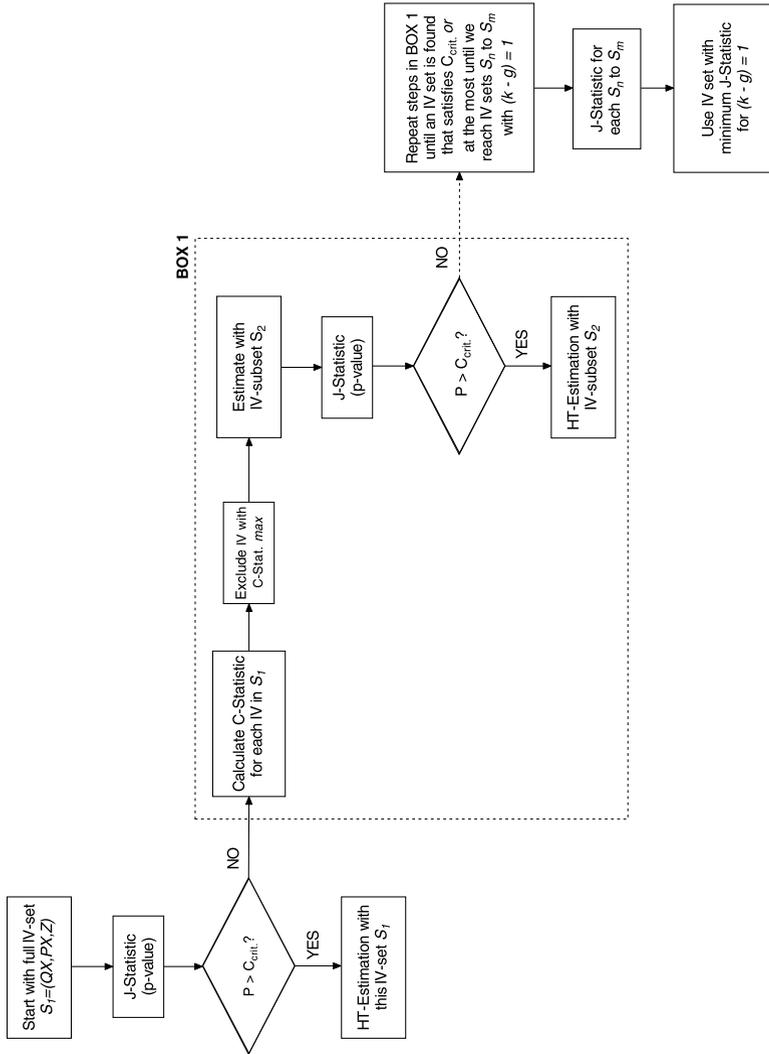 Start with full IV-set
S₁=(QX,PX,Z)
J-Statistic
(p-value)
P > C_crit.?
YES
HT-Estimation with
this IV-set S₁
NO
BOX 1
Calculate C-Statistic
for each IV in S₁
Exclude IV with
C-Stat. max
Estimate with
IV-subset S₂
J-Statistic
(p-value)
P > C_crit.?
YES
HT-Estimation with
IV-subset S₂
NO
Repeat steps in BOX 1
until an IV set is found
that satisfies C_crit. or
at the most until we
reach IV sets Sₙ to Sₘ
with (k - g) = 1
J-Statistic for
each Sₙ to Sₘ
Use IV set with
minimum J-Statistic
for (k - g) = 1